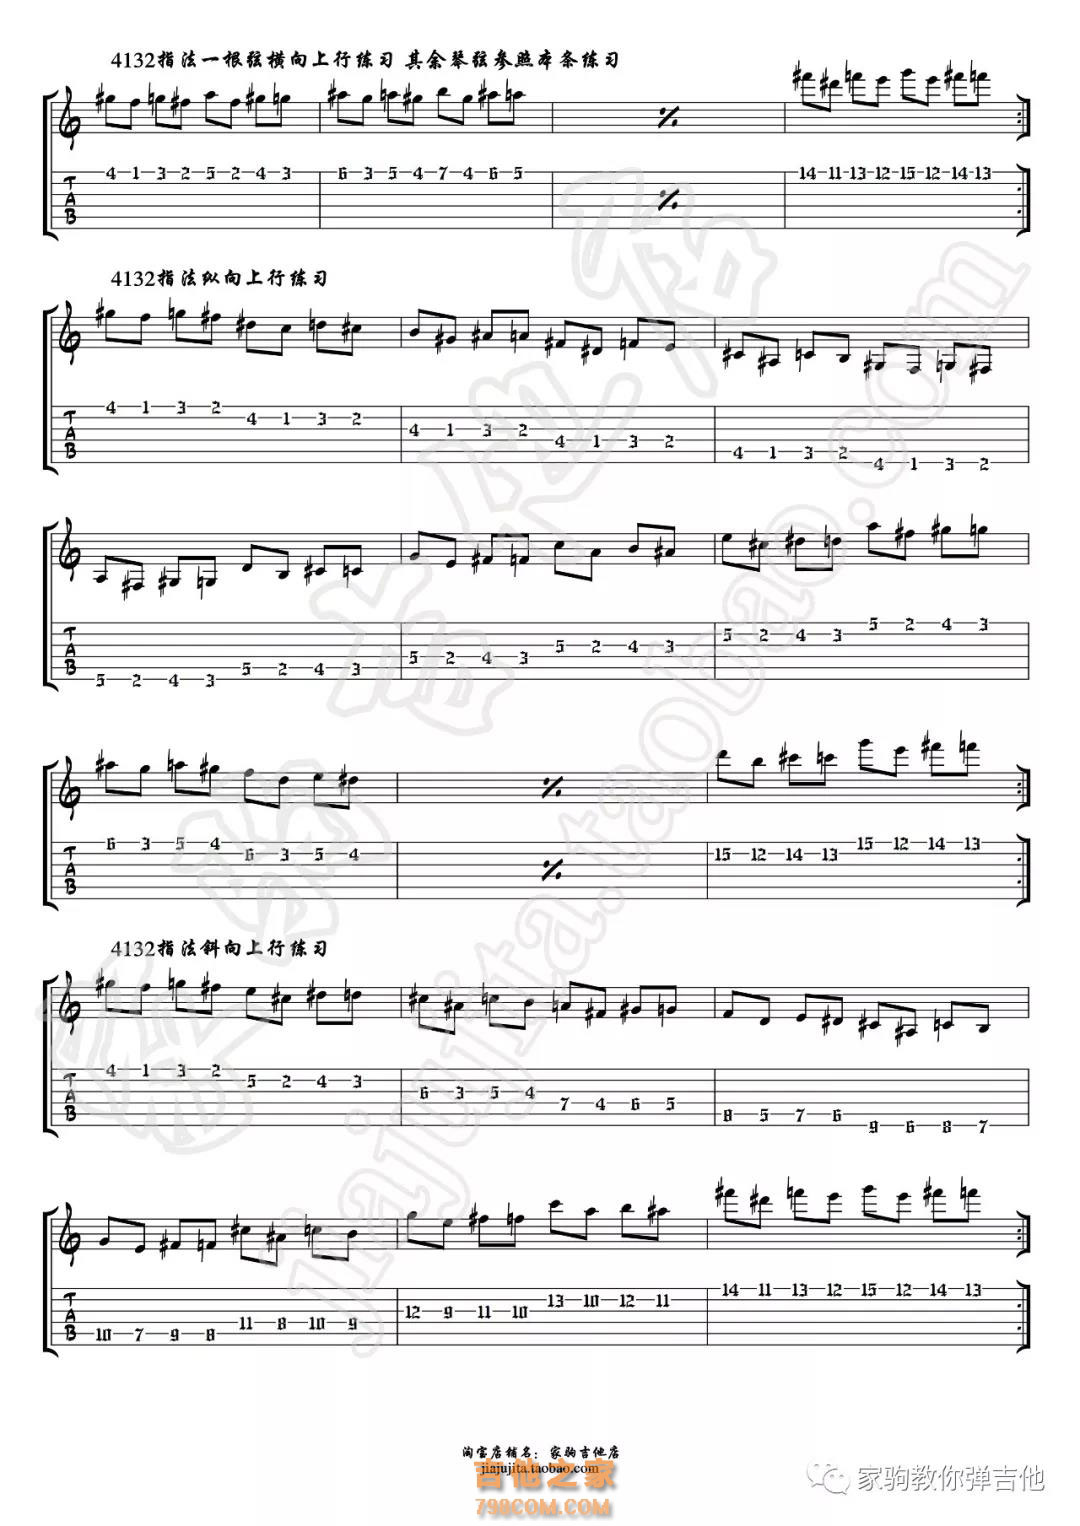 4132指法一根弦横向上行练习 其余琴弦参照本条练习
T 4 1 3 2 5 2 4 3 6 3 5 4 7 4 6 5 14 11 13 12 15 12 14 13
A
B
4132指法纵向上行练习
4 1 3 2
T 4 1 3 2
A 4 1 3 2
4 1 3 2
B 4 1 3 2
4 1 3 2
5 2 4 3
T 5 2 4 3
A 5 2 4 3
5 2 4 3
B 5 2 4 3
5 2 4 3
6 3 5 4 15 12 14 13
T 6 3 5 4 15 12 14 13
A
B
4132指法斜向上行练习
4 1 3 2
T 5 2 4 3
A 6 3 5 4
7 4 6 5
B 8 5 7 6
9 6 8 7
14 11 13 12 15 12 14 13
T 13 10 12 11
A 12 9 11 10
11 8 10 9
B 10 7 9 8
家驹吉他店
jiajujita.taobao.com
淘宝店铺名：家驹吉他店
jiajujita.taobao.com
吉他之家
798COM.COM
家驹教你弹吉他